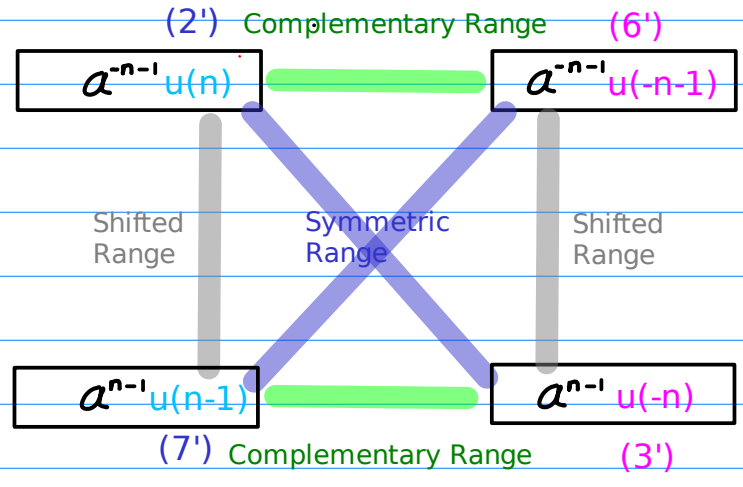 (2') Complementary Range (6')
a^{-n-1} u(n) a^{-n-1} u(-n-1)
Shifted Range Symmetric Range Shifted Range
a^{n-1} u(n-1) a^{n-1} u(-n)
(7') Complementary Range (3')